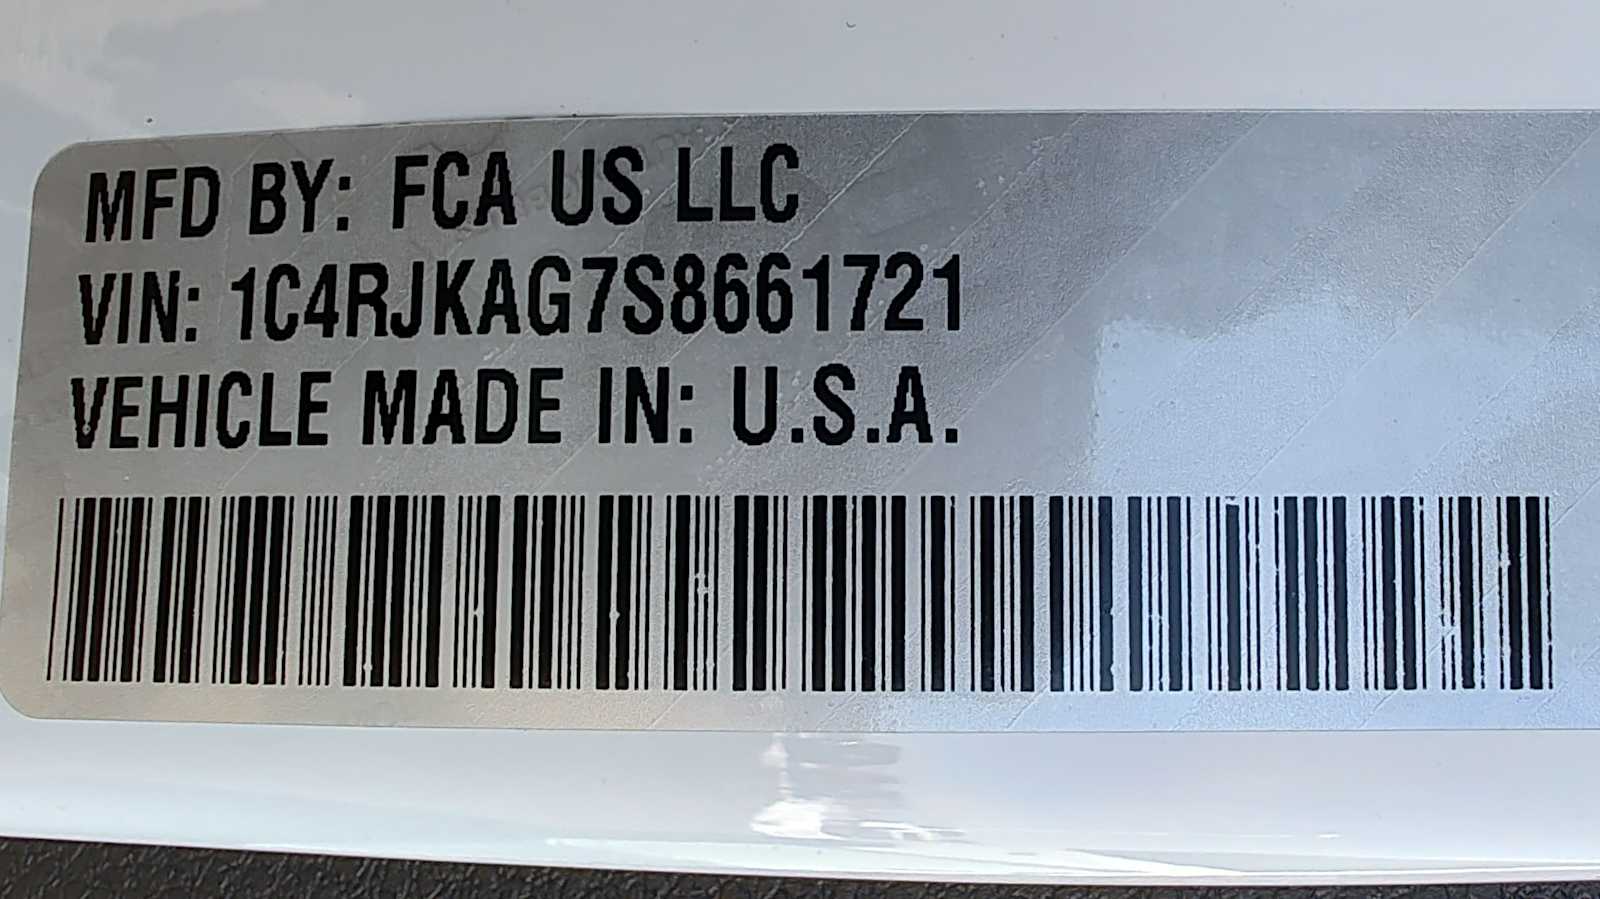 MFD BY: FCA US LLC
VIN: 1C4RJKAG7S8661721
VEHICLE MADE IN: U.S.A.